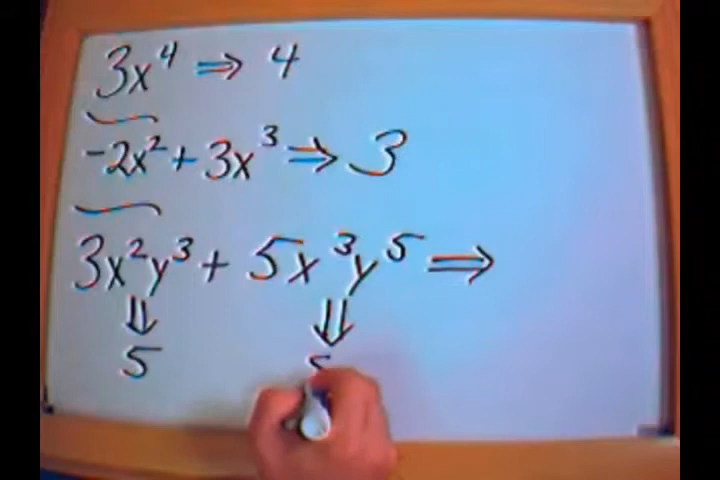 3x⁴ ⇒ 4
-2x² + 3x³ ⇒ 3
3x²y³ + 5x³y⁵ ⇒
⇓ ⇓
5